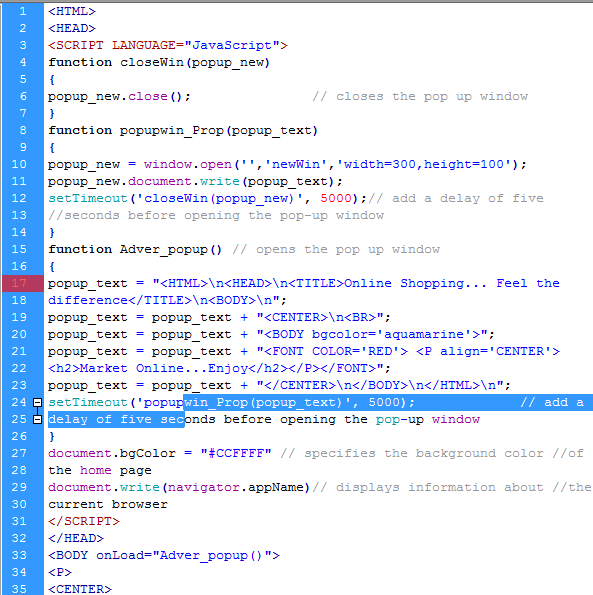 1 <HTML>
2 <HEAD>
3 <SCRIPT LANGUAGE="JavaScript">
4 function closeWin(popup_new)
5 {
6 popup_new.close(); // closes the pop up window
7 }
8 function popupwin_Prop(popup_text)
9 {
10 popup_new = window.open('','newWin','width=300,height=100');
11 popup_new.document.write(popup_text);
12 setTimeout('closeWin(popup_new)', 5000);// add a delay of five
13 //seconds before opening the pop-up window
14 }
15 function Adver_popup() // opens the pop up window
16 {
17 popup_text = "<HTML>\n<HEAD>\n<TITLE>Online Shopping... Feel the
18 difference</TITLE>\n<BODY>\n";
19 popup_text = popup_text + "<CENTER>\n<BR>";
20 popup_text = popup_text + "<BODY bgcolor='aquamarine'>";
21 popup_text = popup_text + "<FONT COLOR='RED'> <P align='CENTER'>
22 <h2>Market Online...Enjoy</h2></P></FONT>";
23 popup_text = popup_text + "</CENTER>\n</BODY>\n</HTML>\n";
24 setTimeout('popupwin_Prop(popup_text)', 5000); // add a
25 delay of five seconds before opening the pop-up window
26 }
27 document.bgColor = "#CCFFFF" // specifies the background color //of
28 the home page
29 document.write(navigator.appName)// displays information about //the
30 current browser
31 </SCRIPT>
32 </HEAD>
33 <BODY onLoad="Adver_popup()">
34 <P>
35 <CENTER>